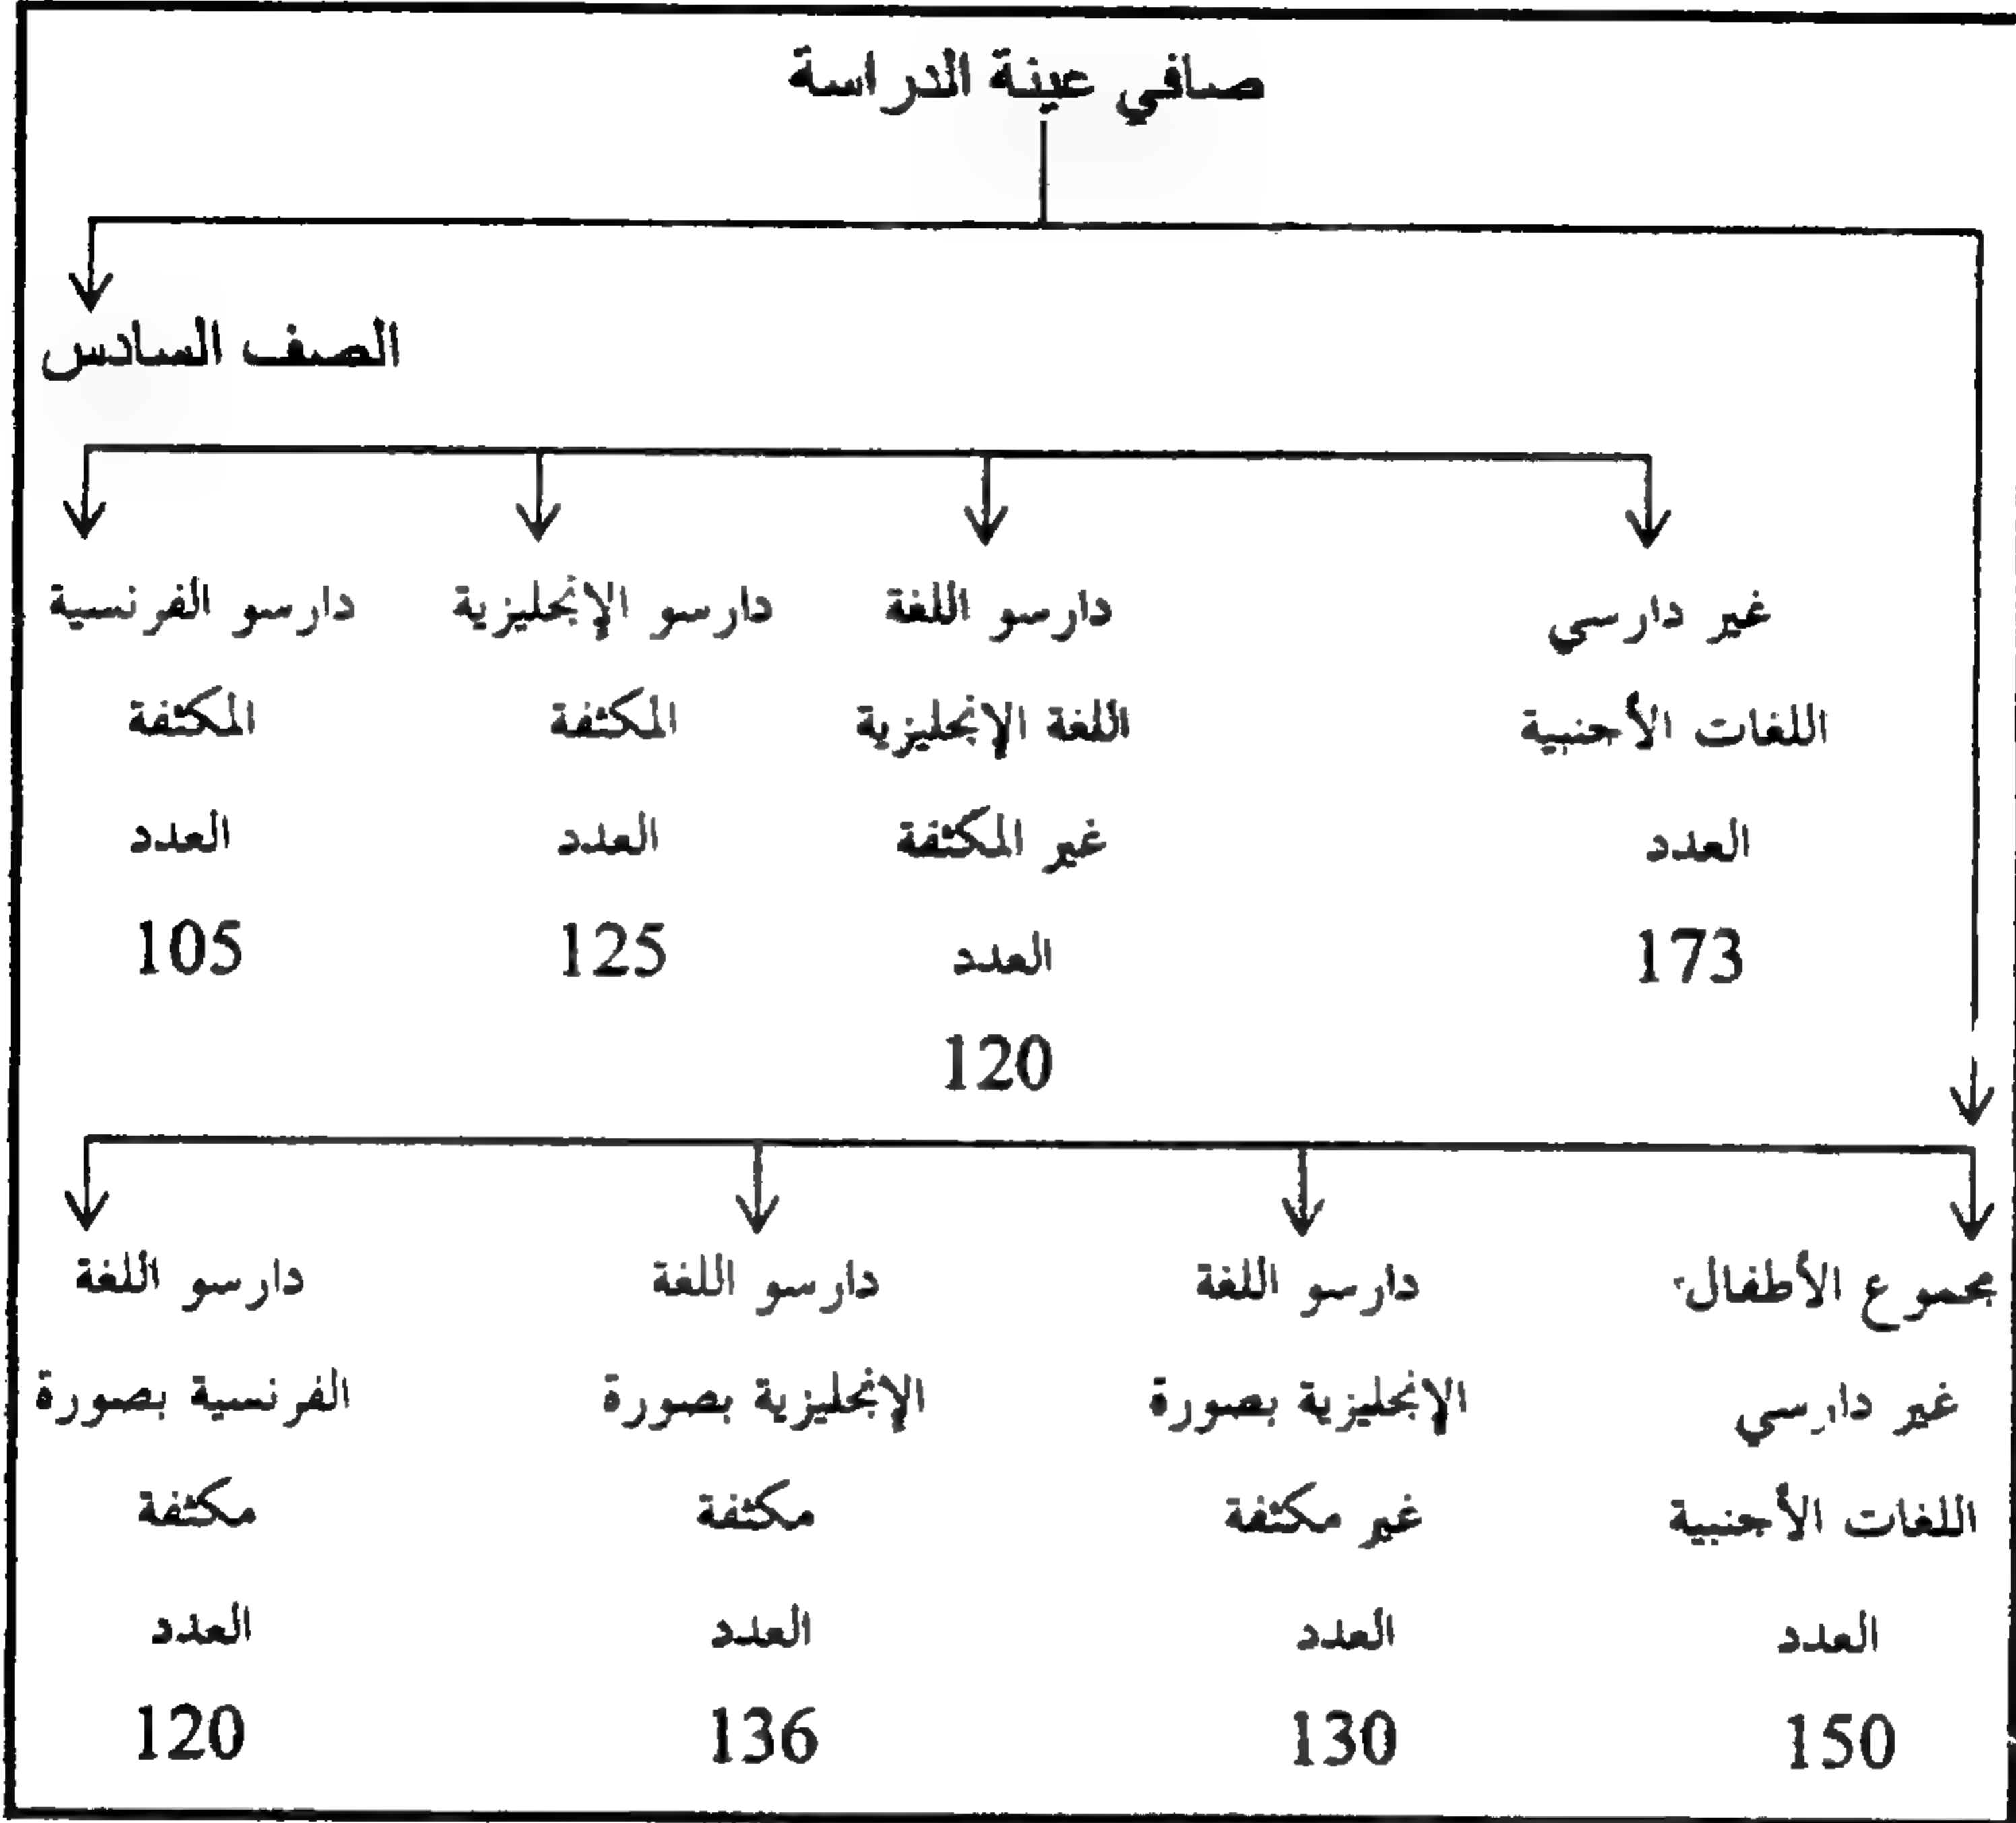 صافي عينة الدراسة
الصف السادس
غير دارسي
اللغات الأجنبية
العدد
173
دارسو اللغة
اللغة الإنجليزية
غير المكثفة
العدد
120
دارسو الإنجليزية
المكثفة
العدد
125
دارسو الفرنسية
المكثفة
العدد
105
مجموع الأطفال
غير دارسي
اللغات الأجنبية
العدد
150
دارسو اللغة
الإنجليزية بصورة
غير مكثفة
العدد
130
دارسو اللغة
الإنجليزية بصورة
مكثفة
العدد
136
دارسو اللغة
الفرنسية بصورة
مكثفة
العدد
120